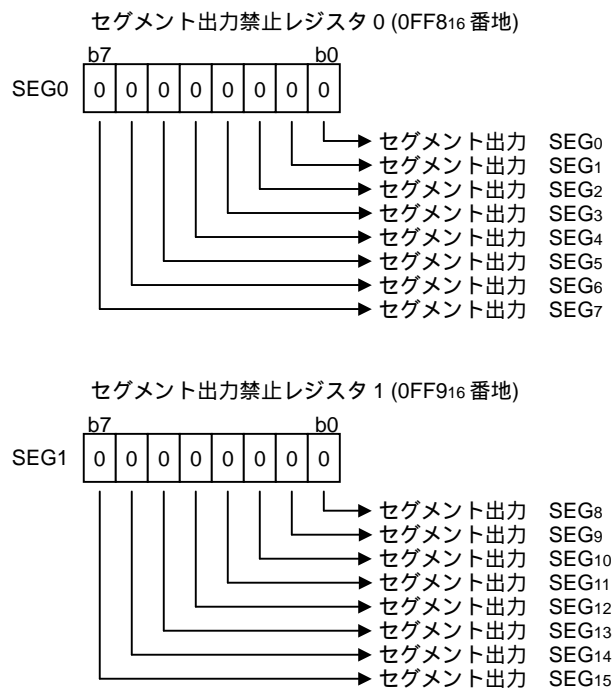 セグメント出力禁止レジスタ 0 (0FF816 番地)
b7 b0
SEG0 0 0 0 0 0 0 0 0
セグメント出力 SEG0
セグメント出力 SEG1
セグメント出力 SEG2
セグメント出力 SEG3
セグメント出力 SEG4
セグメント出力 SEG5
セグメント出力 SEG6
セグメント出力 SEG7
セグメント出力禁止レジスタ 1 (0FF916 番地)
b7 b0
SEG1 0 0 0 0 0 0 0 0
セグメント出力 SEG8
セグメント出力 SEG9
セグメント出力 SEG10
セグメント出力 SEG11
セグメント出力 SEG12
セグメント出力 SEG13
セグメント出力 SEG14
セグメント出力 SEG15